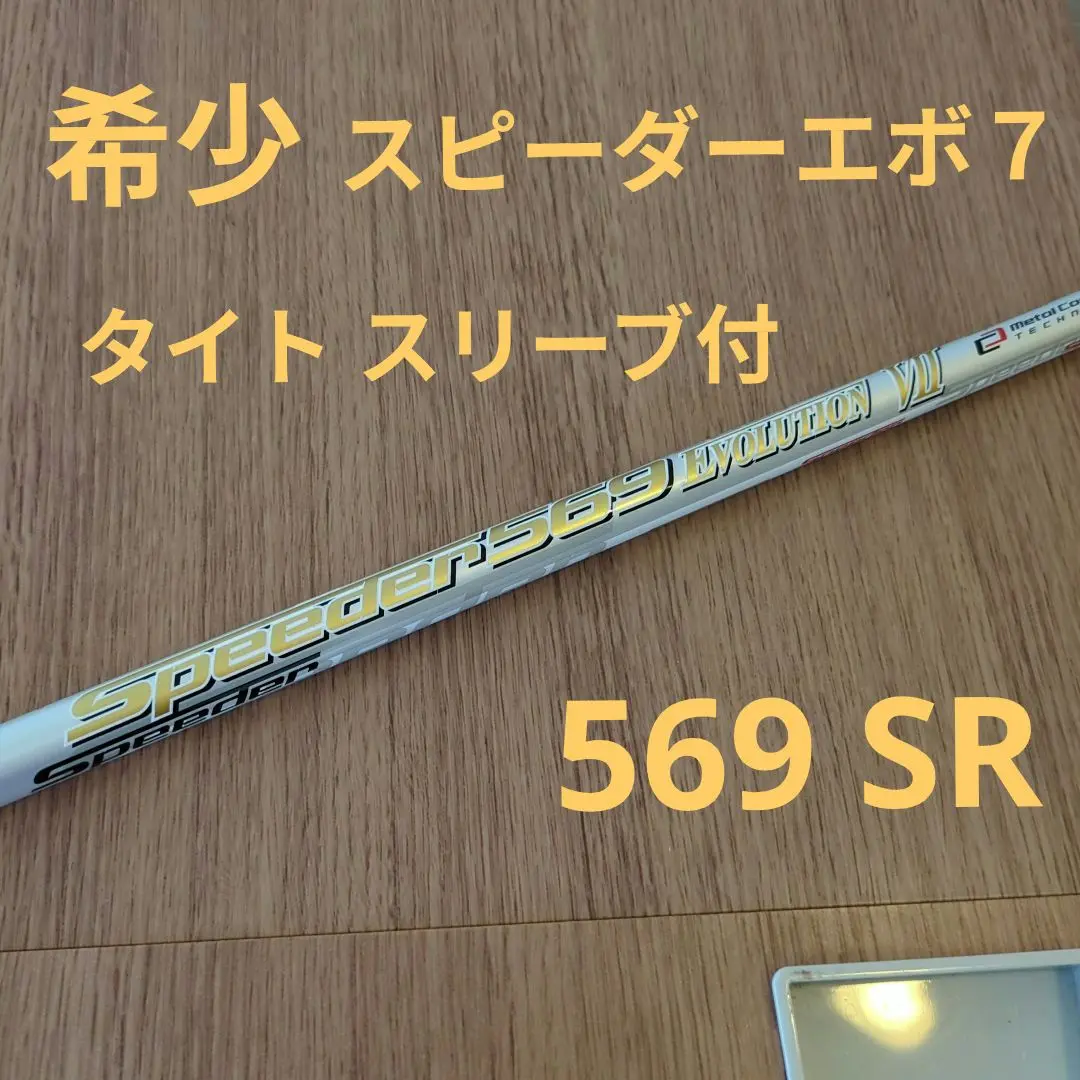 希少 スピーダーエボ7
タイト スリーブ付
Speeder569 EVOLUTION VII
Speeder
Metal Co
TECHN
569 SR